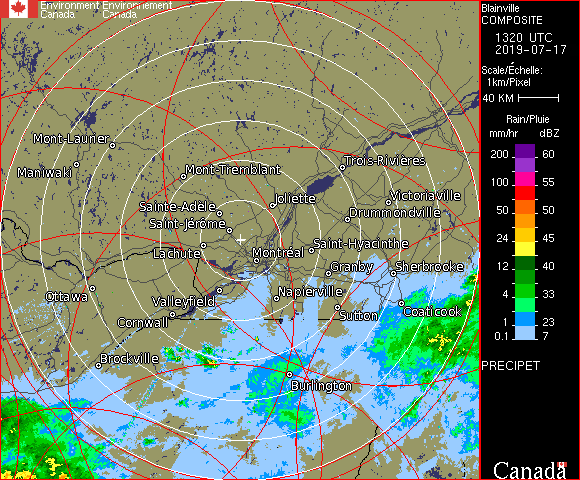 Environment Environnement
Canada Canada
Mont-Laurier
Maniwaki
Mont-Tremblant
Trois-Rivières
Joliette
Victoriaville
Sainte-Adèle
Drummondville
Saint-Jérôme
Lachute
Saint-Hyacinthe
Montréal
Granby
Sherbrooke
Ottawa
Valleyfield
Napierville
Cornwall
Sutton
Coaticook
Brockville
Burlington
Blainville
COMPOSITE
1320 UTC
2019-07-17
Scale/Échelle:
1km/Pixel
40 KM
Rain/Pluie
mm/hr dBZ
200 60
100 55
50 50
24 45
12 40
4 33
1 23
0.1 7
PRECIPET
Canada